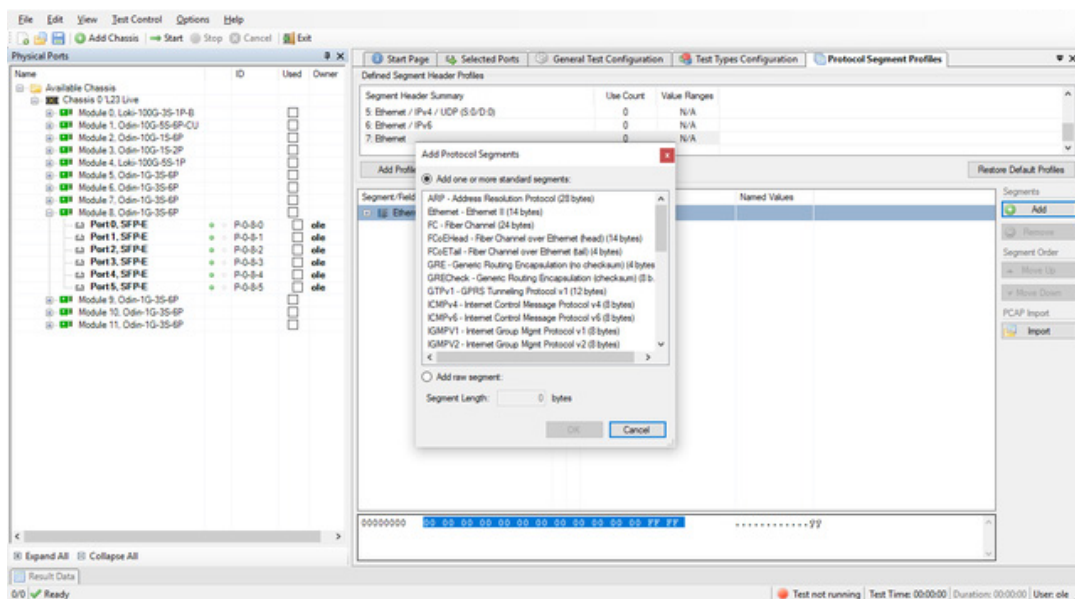 File Edit View Test Control Options Help
Add Chassis Start Stop Cancel Exit
Physical Ports
Name ID Used Owner
Available Chassis
Chassis 0 '1,23 Live
Module 0, Loki-100G-3S-1P-B
Module 1, Odin-10G-5S-6P-CU
Module 2, Odin-10G-1S-6P
Module 3, Odin-10G-1S-2P
Module 4, Loki-100G-5S-1P
Module 5, Odin-1G-3S-6P
Module 6, Odin-1G-3S-6P
Module 7, Odin-1G-3S-6P
Module 8, Odin-1G-3S-6P
Port 0, SFP-E P-0-8-0 ole
Port 1, SFP-E P-0-8-1 ole
Port 2, SFP-E P-0-8-2 ole
Port 3, SFP-E P-0-8-3 ole
Port 4, SFP-E P-0-8-4 ole
Port 5, SFP-E P-0-8-5 ole
Module 9, Odin-1G-3S-6P
Module 10, Odin-1G-3S-6P
Module 11, Odin-1G-3S-6P
Expand All Collapse All
Start Page Selected Ports General Test Configuration Test Types Configuration Protocol Segment Profiles
Defined Segment Header Profiles
Segment Header Summary Use Count Value Ranges
5: Ethernet / IPv4 / UDP (S:0/D:0) 0 N/A
6: Ethernet / IPv6 0 N/A
7: Ethernet 0 N/A
Add Profile
Restore Default Profiles
Segment/Field Named Values
Ethern
Add Protocol Segments
Add one or more standard segments:
ARP - Address Resolution Protocol (28 bytes)
Ethernet - Ethernet II (14 bytes)
FC - Fiber Channel (24 bytes)
FCoEHead - Fiber Channel over Ethernet (head) (14 bytes)
FCoETail - Fiber Channel over Ethernet (tail) (4 bytes)
GRE - Generic Routing Encapsulation (no checksum) (4 bytes
GRECheck - Generic Routing Encapsulation (checksum) (8 b.
GTPv1 - GPRS Tunneling Protocol v1 (12 bytes)
ICMPv4 - Internet Control Message Protocol v4 (8 bytes)
ICMPv6 - Internet Control Message Protocol v6 (8 bytes)
IGMPV1 - Internet Group Mgmt Protocol v1 (8 bytes)
IGMPV2 - Internet Group Mgmt Protocol v2 (8 bytes)
Add raw segment:
Segment Length: 0 bytes
OK Cancel
Segments
Add
Remove
Segment Order
Move Up
Move Down
PCAP Import
Import
00000000 00 00 00 00 00 00 00 00 00 00 00 00 FF FF ............ÿÿ
Result Data
0/0 Ready
Test not running Test Time: 00:00:00 Duration: 00:00:00 User: ole